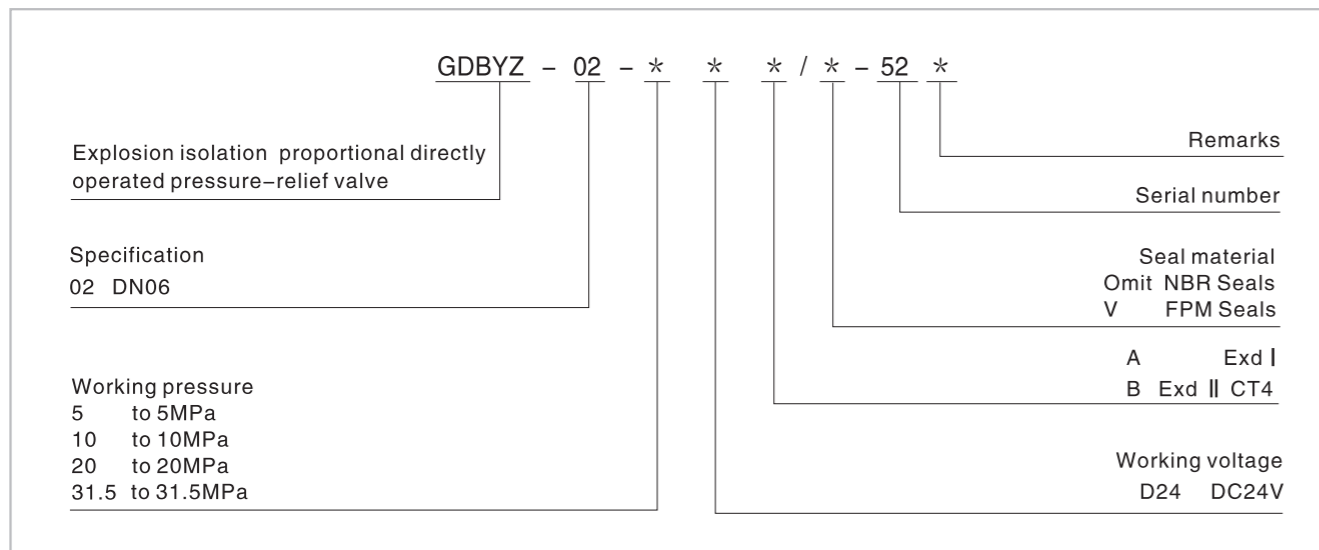 GDBYZ – 02 – * * * / * – 52 *
Explosion isolation proportional directly
operated pressure–relief valve
Specification
02 DN06
Working pressure
5 to 5MPa
10 to 10MPa
20 to 20MPa
31.5 to 31.5MPa
Remarks
Serial number
Seal material
Omit NBR Seals
V FPM Seals
A Exd Ⅰ
B Exd Ⅱ CT4
Working voltage
D24 DC24V